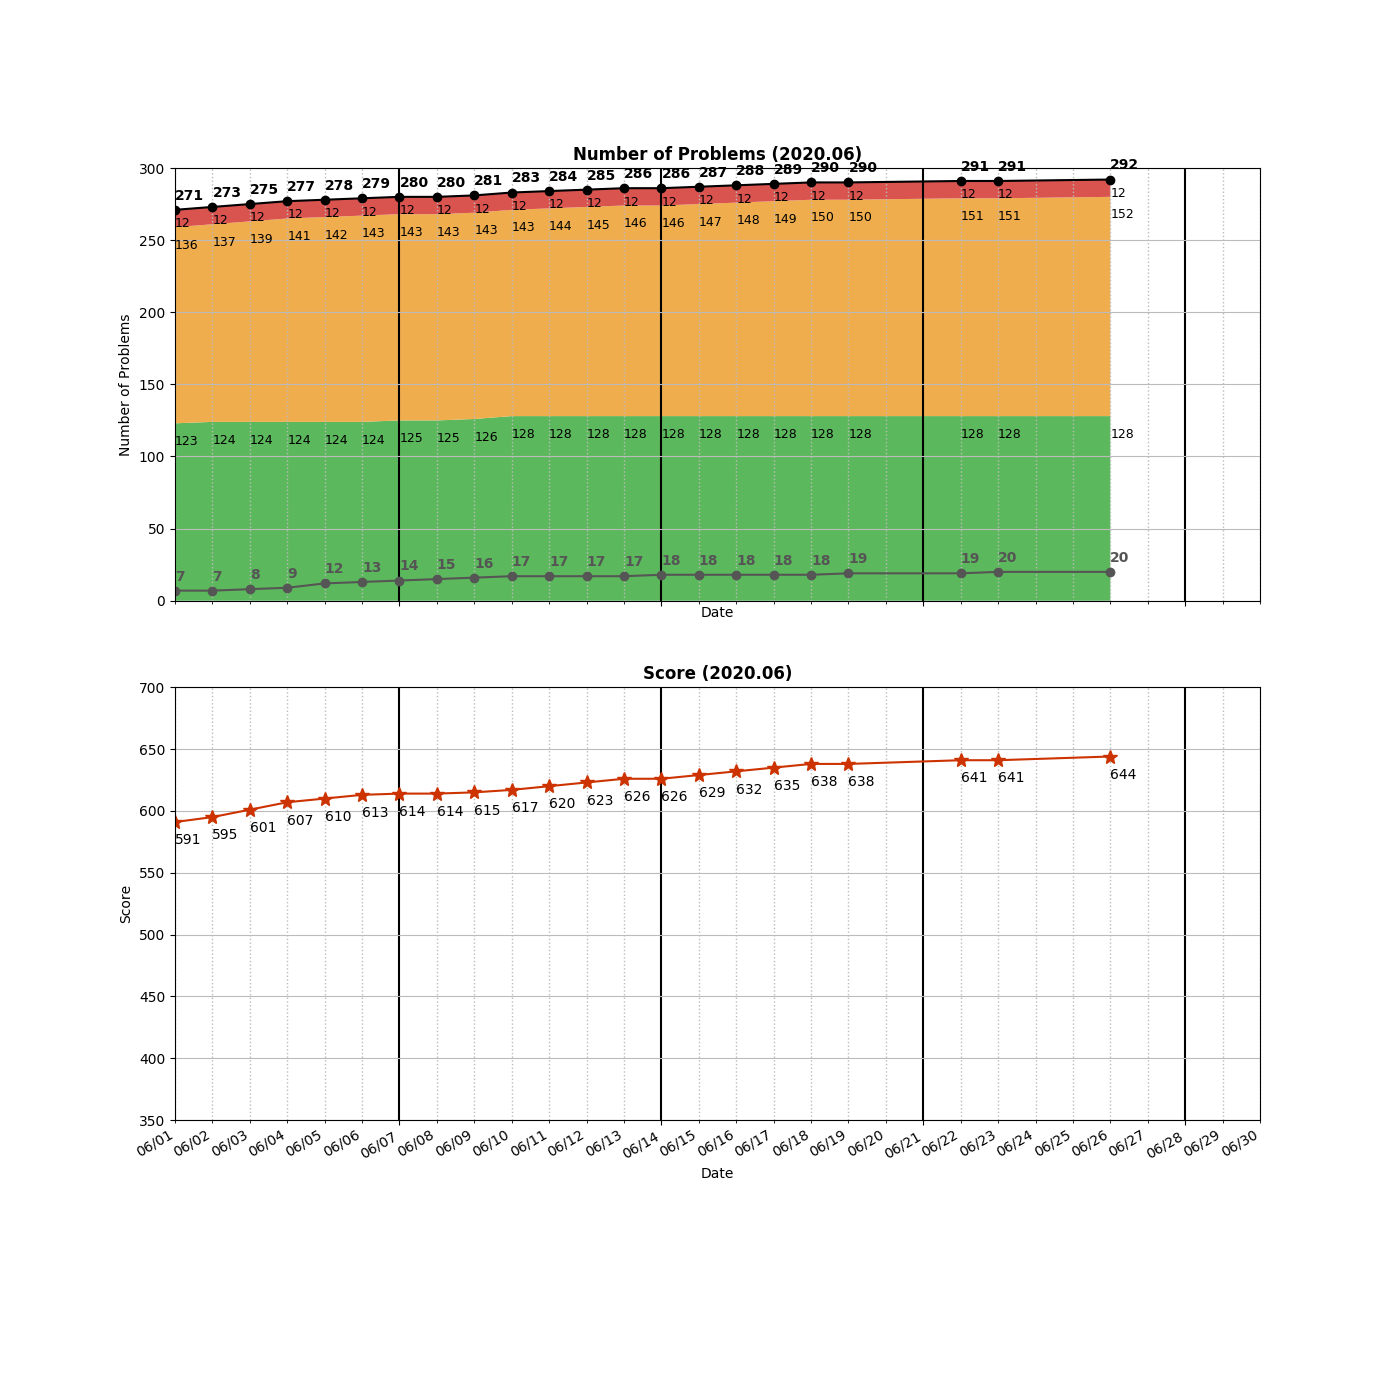 Number of Problems (2020.06)
300
250
200
150
100
50
0
Number of Problems
271 273 275 277 278 279 280 280 281 283 284 285 286 286 287 288 289 290 290 291 291 292
12 12 12 12 12 12 12 12 12 12 12 12 12 12 12 12 12 12 12 12 12 12
136 137 139 141 142 143 143 143 143 143 144 145 146 146 147 148 149 150 150 151 151 152
123 124 124 124 124 124 125 125 126 128 128 128 128 128 128 128 128 128 128 128 128 128
7 7 8 9 12 13 14 15 16 17 17 17 17 18 18 18 18 18 19 19 20 20
Date
Score (2020.06)
700
650
600
550
500
450
400
350
Score
591 595 601 607 610 613 614 614 615 617 620 623 626 626 629 632 635 638 638 641 641 644
06/01 06/02 06/03 06/04 06/05 06/06 06/07 06/08 06/09 06/10 06/11 06/12 06/13 06/14 06/15 06/16 06/17 06/18 06/19 06/20 06/21 06/22 06/23 06/24 06/25 06/26 06/27 06/28 06/29 06/30
Date